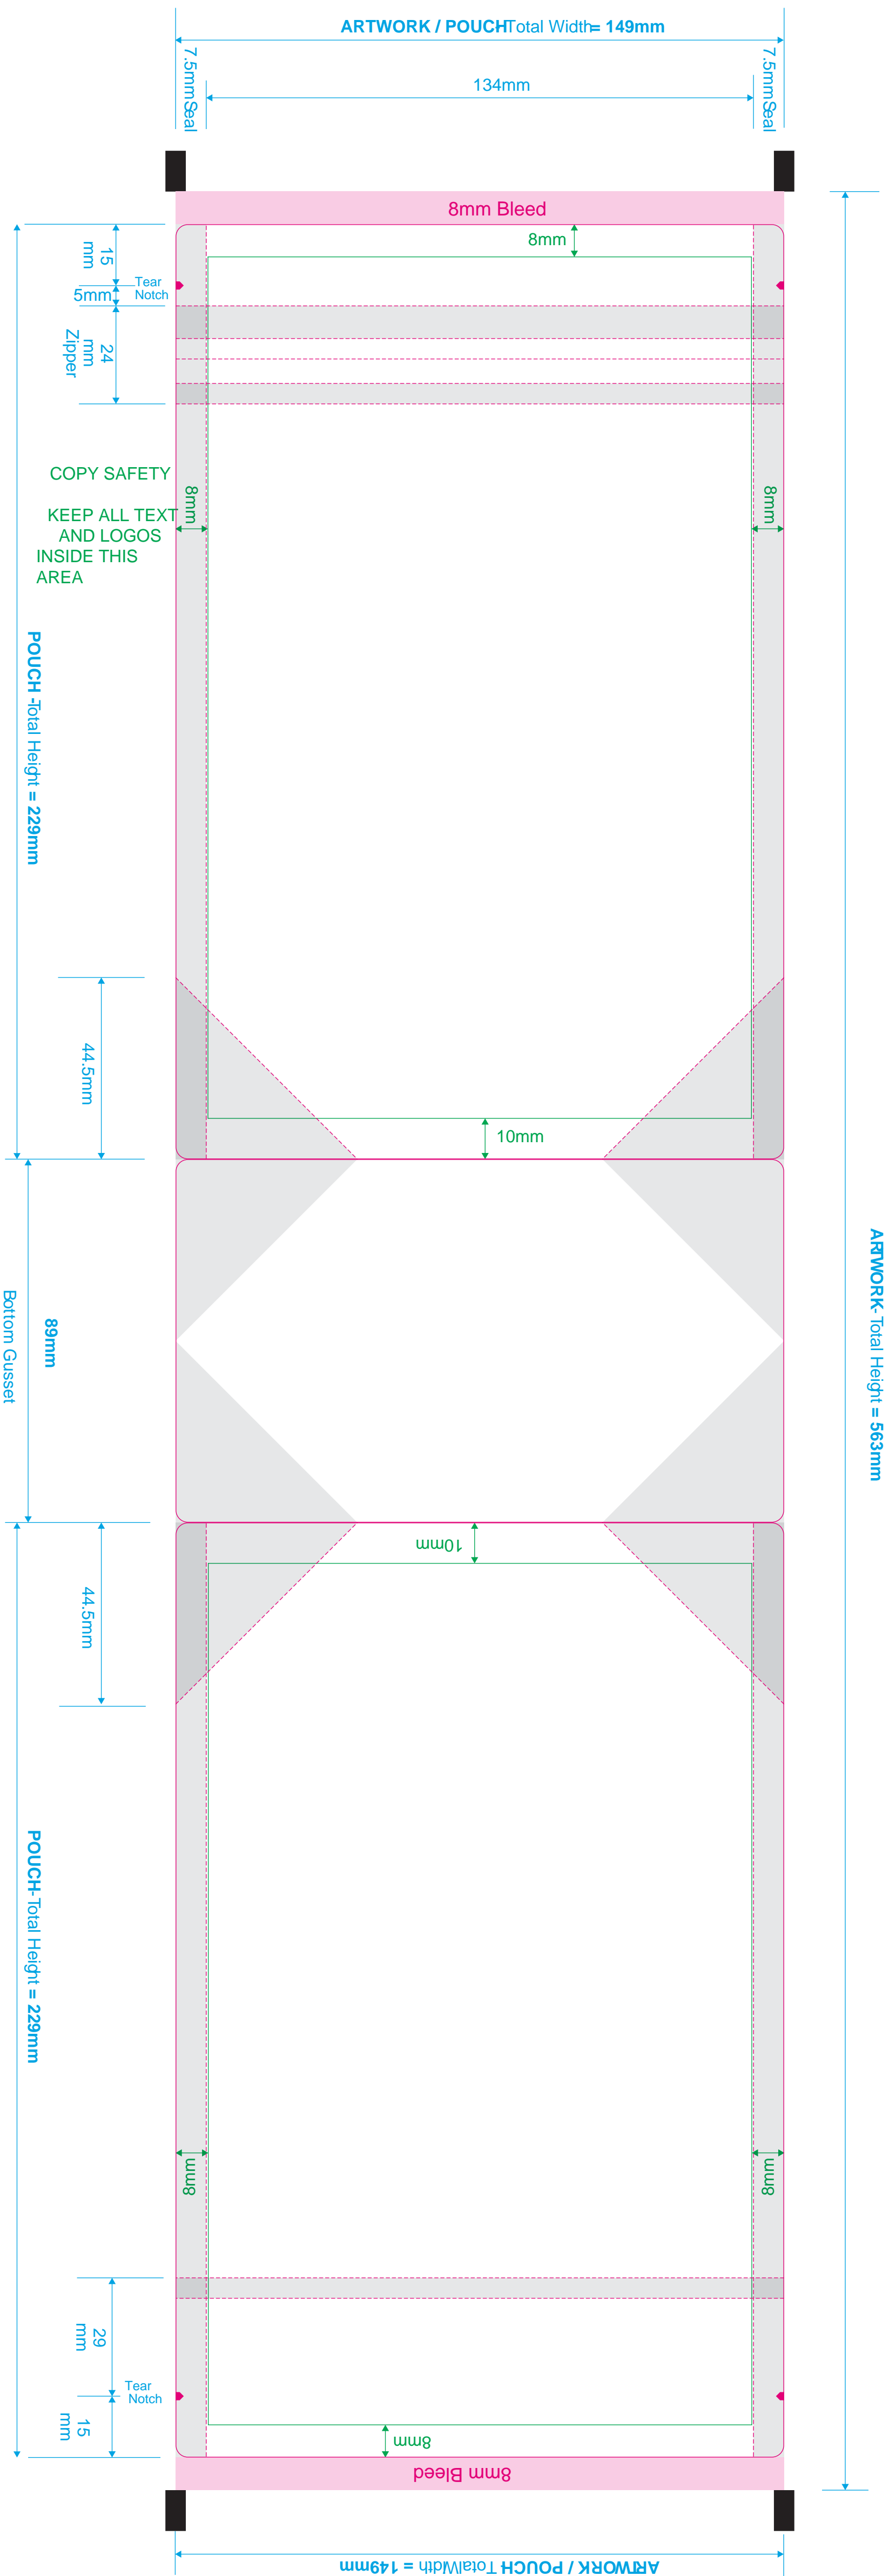 ARTWORK / POUCH Total Width = 149mm
7.5mm Seal
134mm
7.5mm Seal
8mm Bleed
8mm
15
mm
Tear
Notch
5mm
24
mm
Zipper
COPY SAFETY
KEEP ALL TEXT
AND LOGOS
INSIDE THIS
AREA
8mm
8mm
POUCH - Total Height = 229mm
44.5mm
10mm
ARTWORK - Total Height = 563mm
89mm
Bottom Gusset
10mm
44.5mm
POUCH - Total Height = 229mm
8mm
8mm
29
mm
Tear
Notch
15
mm
8mm
8mm Bleed
ARTWORK / POUCH - Total Width = 149mm